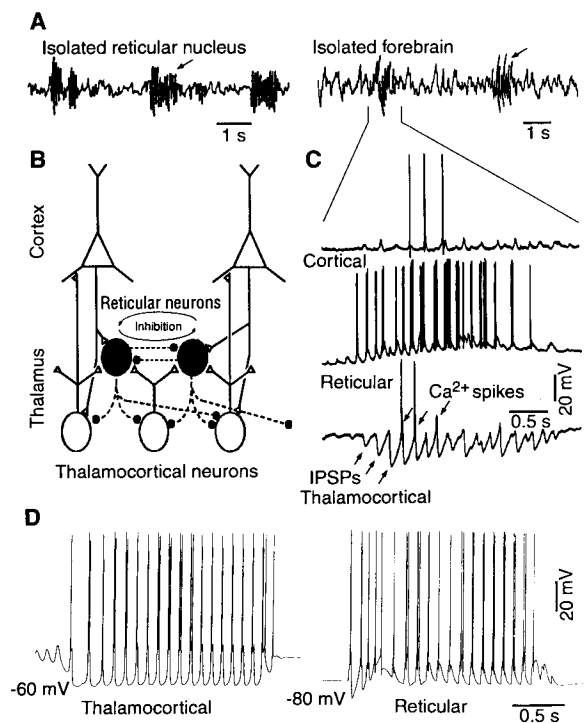 A
Isolated reticular nucleus
1 s
Isolated forebrain
1 s
B
Cortex
Thalamus
Reticular neurons
Inhibition
Thalamocortical neurons
C
Cortical
Reticular
20 mV
0.5 s
Ca2+ spikes
IPSPs
Thalamocortical
D
-60 mV
Thalamocortical
-80 mV
Reticular
20 mV
0.5 s